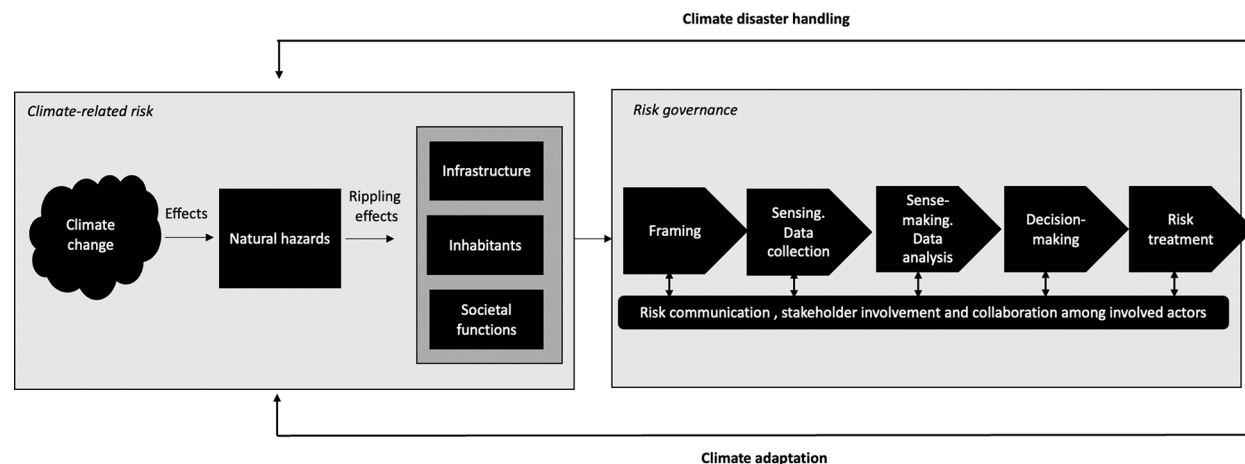 Climate disaster handling
Climate-related risk
Climate
change
Effects
Natural hazards
Rippling
effects
Infrastructure
Inhabitants
Societal
functions
Risk governance
Framing
Sensing.
Data
collection
Sense-
making.
Data
analysis
Decision-
making
Risk
treatment
Risk communication , stakeholder involvement and collaboration among involved actors
Climate adaptation